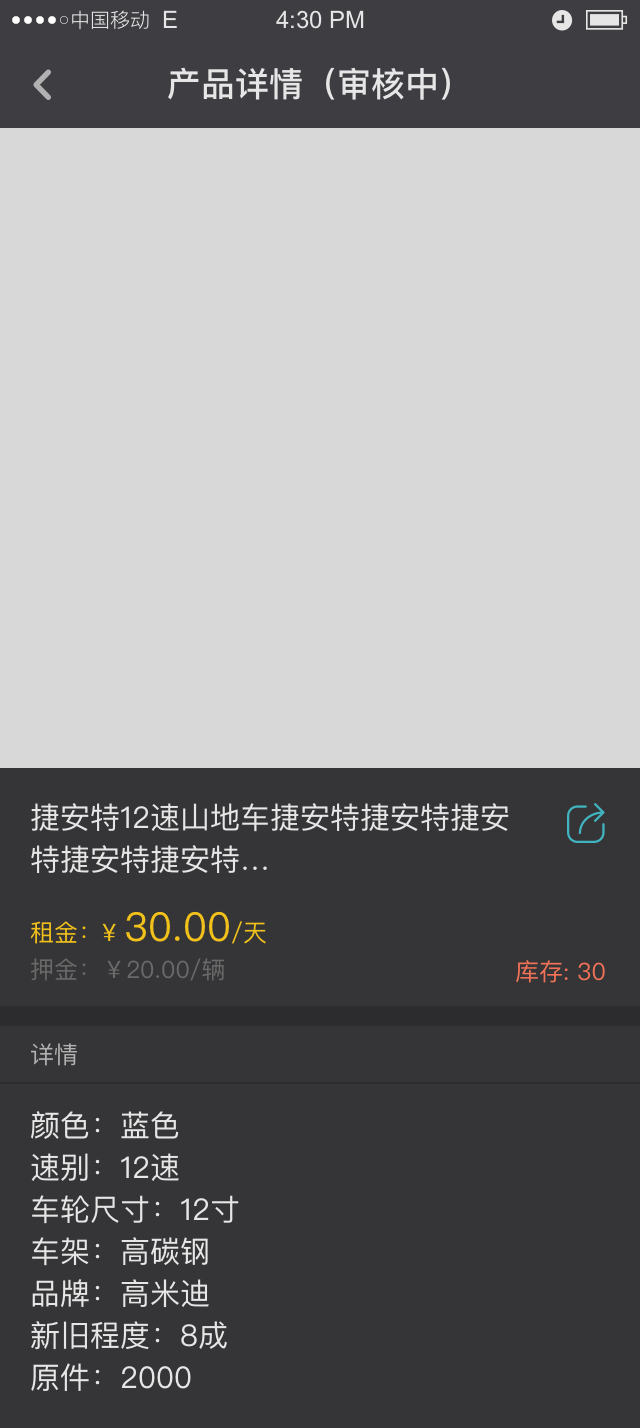 中国移动 E 4:30 PM
产品详情（审核中）
捷安特12速山地车捷安特捷安特捷安
特捷安特捷安特...
租金：¥ 30.00/天
押金：¥20.00/辆
库存: 30
详情
颜色：蓝色
速别：12速
车轮尺寸：12寸
车架：高碳钢
品牌：高米迪
新旧程度：8成
原件：2000